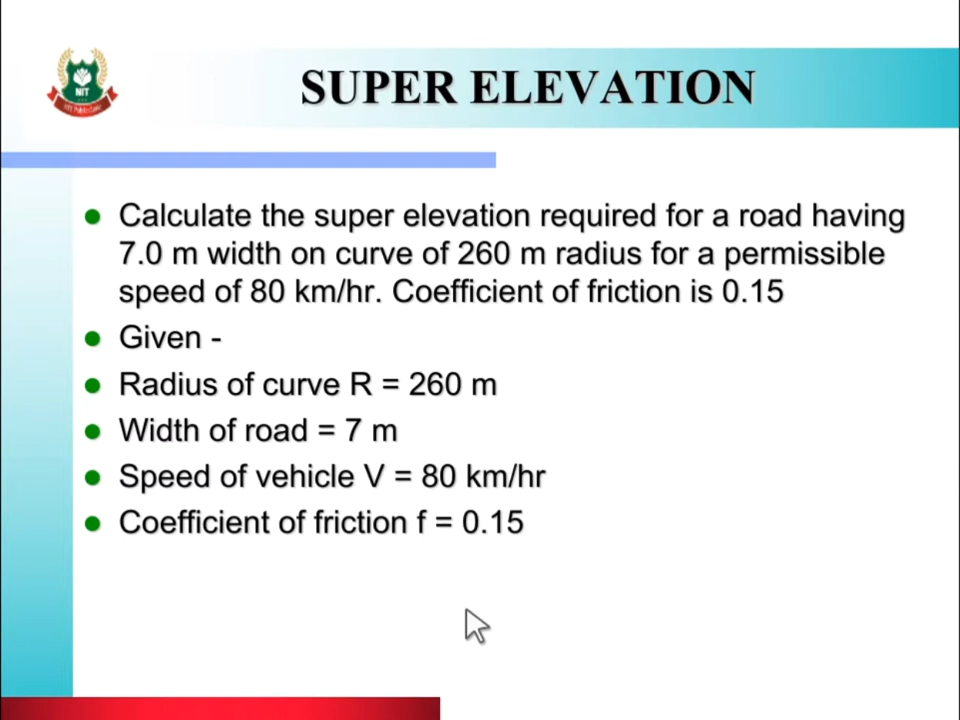 SUPER ELEVATION
NIT
Calculate the super elevation required for a road having
7.0 m width on curve of 260 m radius for a permissible
speed of 80 km/hr. Coefficient of friction is 0.15
Given -
Radius of curve R = 260 m
Width of road = 7 m
Speed of vehicle V = 80 km/hr
Coefficient of friction f = 0.15